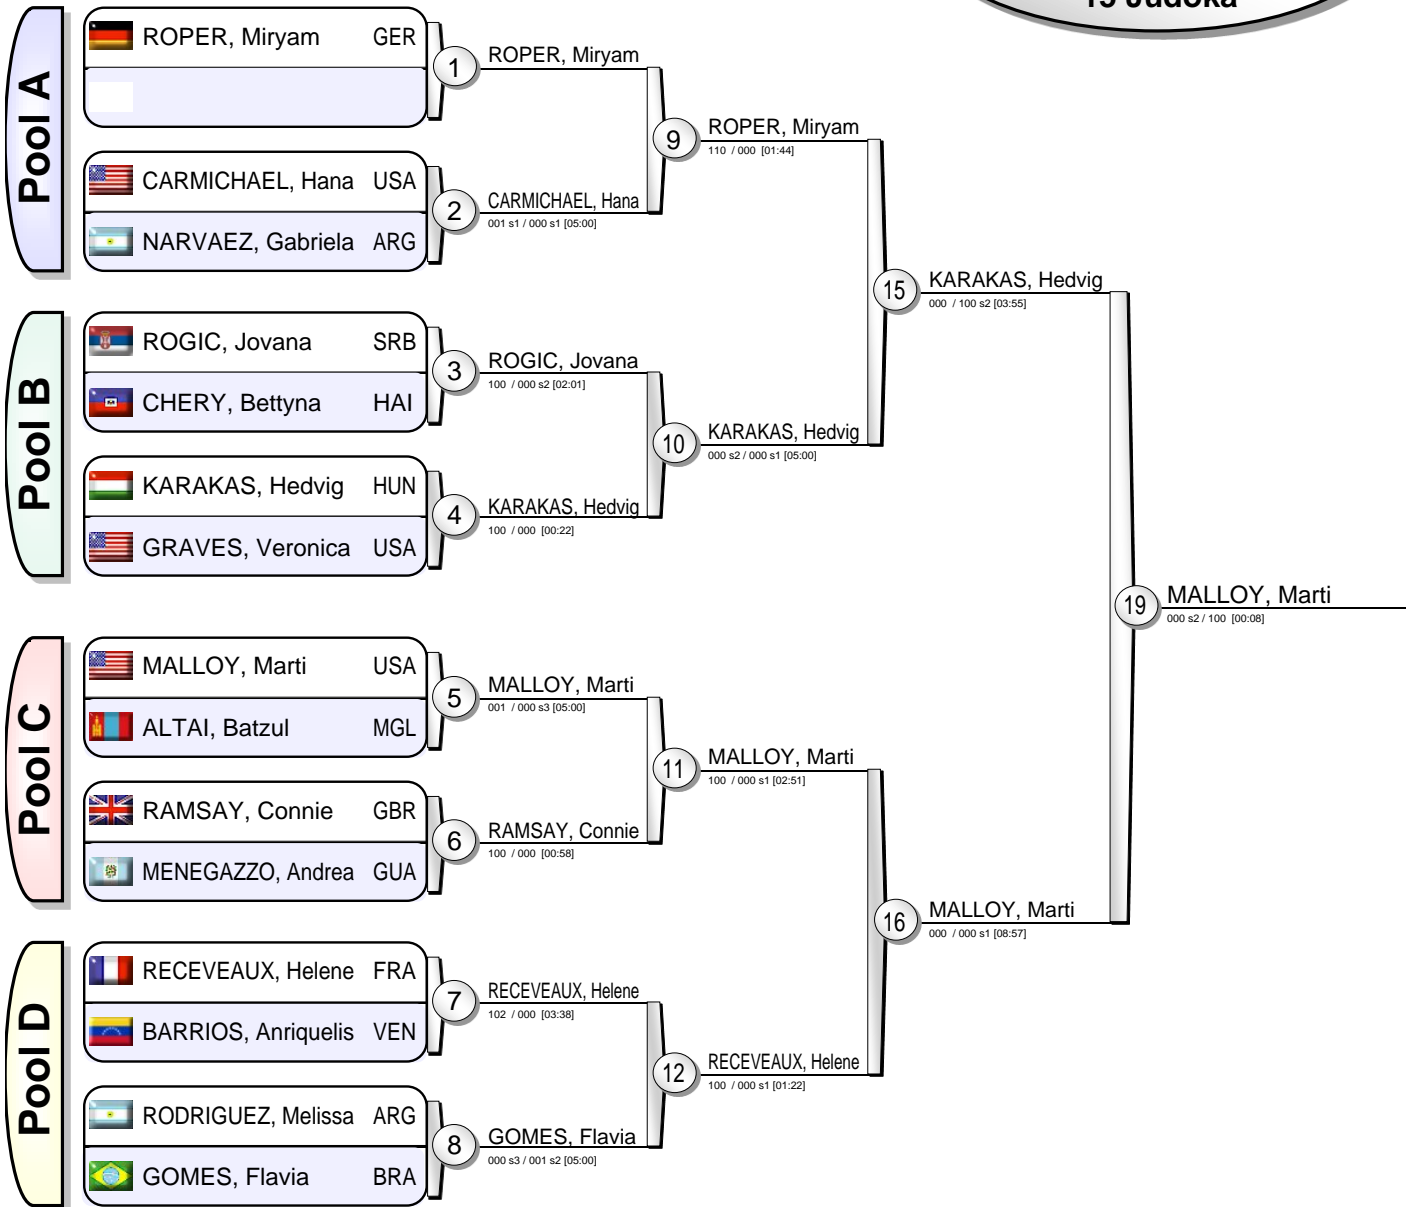 15 Judoka
Pool A
ROPER, Miryam GER
CARMICHAEL, Hana USA
NARVAEZ, Gabriela ARG
Pool B
ROGIC, Jovana SRB
CHERY, Bettyna HAI
KARAKAS, Hedvig HUN
GRAVES, Veronica USA
Pool C
MALLOY, Marti USA
ALTAI, Batzul MGL
RAMSAY, Connie GBR
MENEGAZZO, Andrea GUA
Pool D
RECEVEAUX, Helene FRA
BARRIOS, Anriquelis VEN
RODRIGUEZ, Melissa ARG
GOMES, Flavia BRA
1 ROPER, Miryam
2 CARMICHAEL, Hana
001 s1 / 000 s1 [05:00]
3 ROGIC, Jovana
100 / 000 s2 [02:01]
4 KARAKAS, Hedvig
100 / 000 [00:22]
5 MALLOY, Marti
001 / 000 s3 [05:00]
6 RAMSAY, Connie
100 / 000 [00:58]
7 RECEVEAUX, Helene
102 / 000 [03:38]
8 GOMES, Flavia
000 s3 / 001 s2 [05:00]
9 ROPER, Miryam
110 / 000 [01:44]
10 KARAKAS, Hedvig
000 s2 / 000 s1 [05:00]
11 MALLOY, Marti
100 / 000 s1 [02:51]
12 RECEVEAUX, Helene
100 / 000 s1 [01:22]
15 KARAKAS, Hedvig
000 / 100 s2 [03:55]
16 MALLOY, Marti
000 / 000 s1 [08:57]
19 MALLOY, Marti
000 s2 / 100 [00:08]